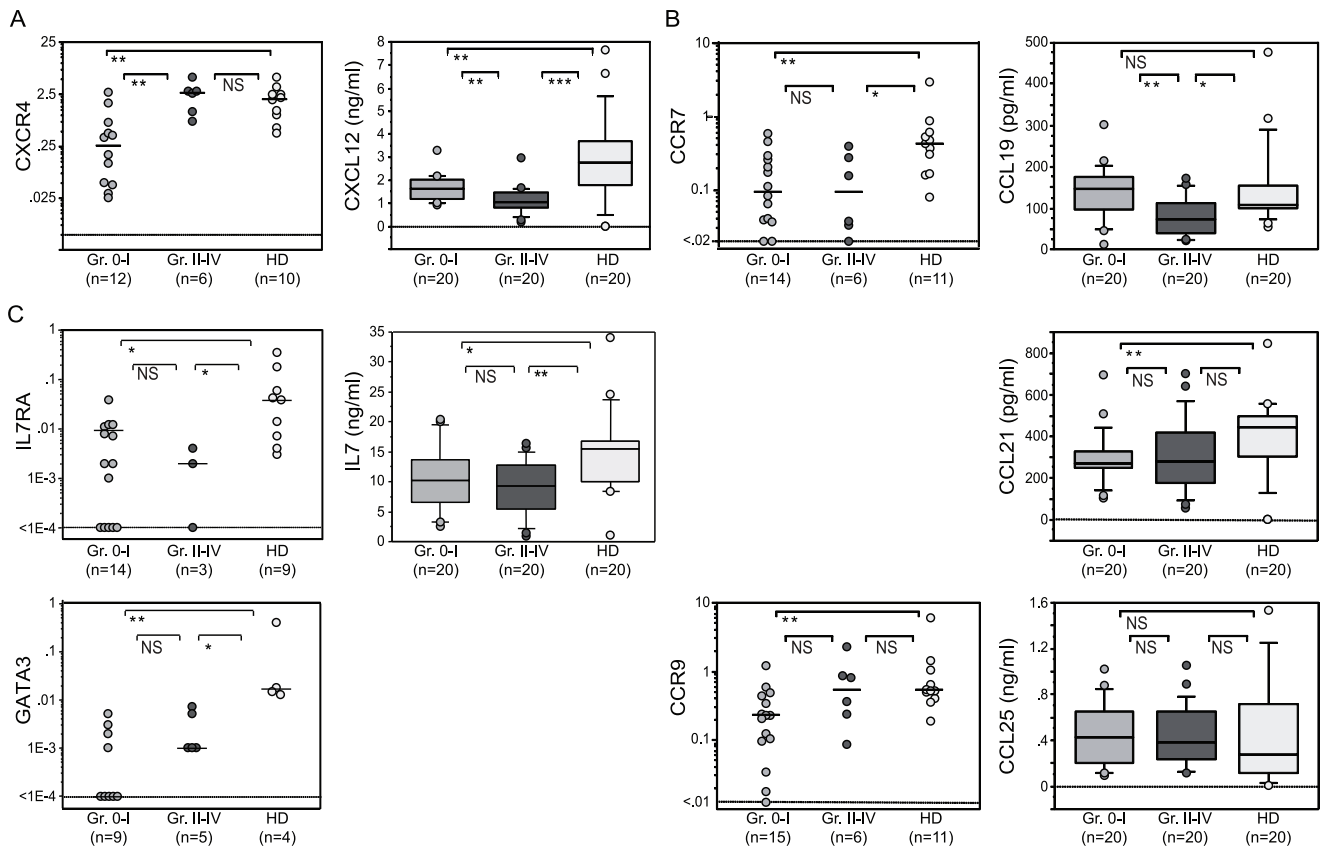 A
B
25
2.5
.25
.025
CXCR4
**
**
NS
Gr. 0-I
Gr. II-IV
HD
(n=12)
(n=6)
(n=10)
8
7
6
5
4
3
2
1
0
CXCL12 (ng/ml)
**
**
***
Gr. 0-I
Gr. II-IV
HD
(n=20)
(n=20)
(n=20)
10
1
0.1
<.02
CCR7
**
NS
*
Gr. 0-I
Gr. II-IV
HD
(n=14)
(n=6)
(n=11)
500
400
300
200
150
100
50
0
CCL19 (pg/ml)
NS
**
*
Gr. 0-I
Gr. II-IV
HD
(n=20)
(n=20)
(n=20)
C
1
.1
.01
1E-3
<1E-4
IL7RA
*
NS
*
Gr. 0-I
Gr. II-IV
HD
(n=14)
(n=3)
(n=9)
35
30
25
20
15
10
5
0
IL7 (ng/ml)
*
NS
**
Gr. 0-I
Gr. II-IV
HD
(n=20)
(n=20)
(n=20)
800
600
400
200
0
CCL21 (pg/ml)
**
NS
NS
Gr. 0-I
Gr. II-IV
HD
(n=20)
(n=20)
(n=20)
1
.1
.01
1E-3
<1E-4
GATA3
**
NS
*
Gr. 0-I
Gr. II-IV
HD
(n=9)
(n=5)
(n=4)
10
1
0.1
<.01
CCR9
**
NS
NS
Gr. 0-I
Gr. II-IV
HD
(n=15)
(n=6)
(n=11)
1.6
1
.8
.4
0
CCL25 (ng/ml)
NS
NS
NS
Gr. 0-I
Gr. II-IV
HD
(n=20)
(n=20)
(n=20)